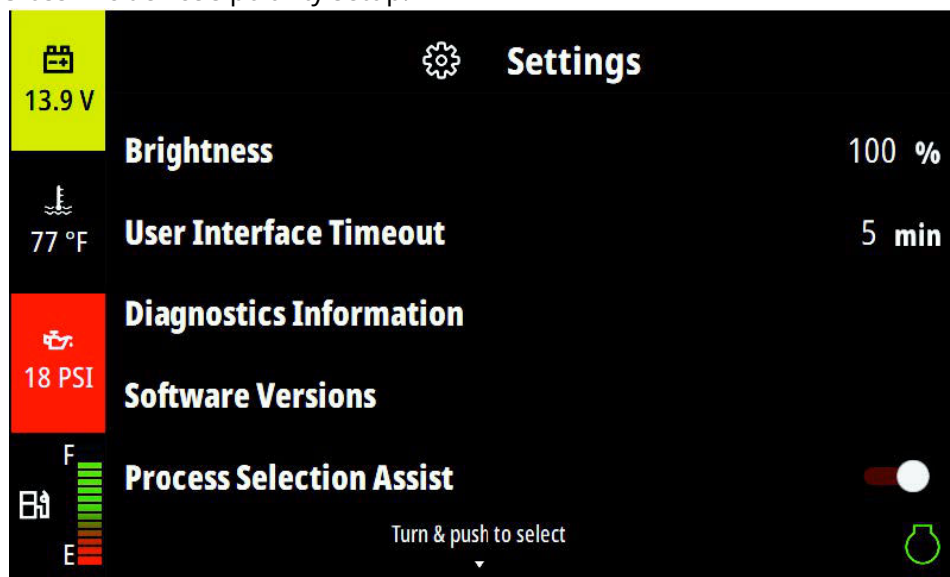 13.9 V
Settings
Brightness 100 %
77 °F
User Interface Timeout 5 min
Diagnostics Information
18 PSI
Software Versions
F
Process Selection Assist
E
Turn & push to select